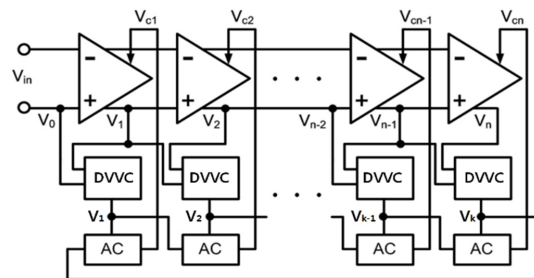 Vc1 Vc2 Vcn-1 Vcn
- - - -
Vin
+ + + +
V0 V1 V2 . . . Vn-2 Vn-1 Vn
DVVC DVVC DVVC DVVC
V1 V2 . . . Vk-1 Vk
AC AC AC AC